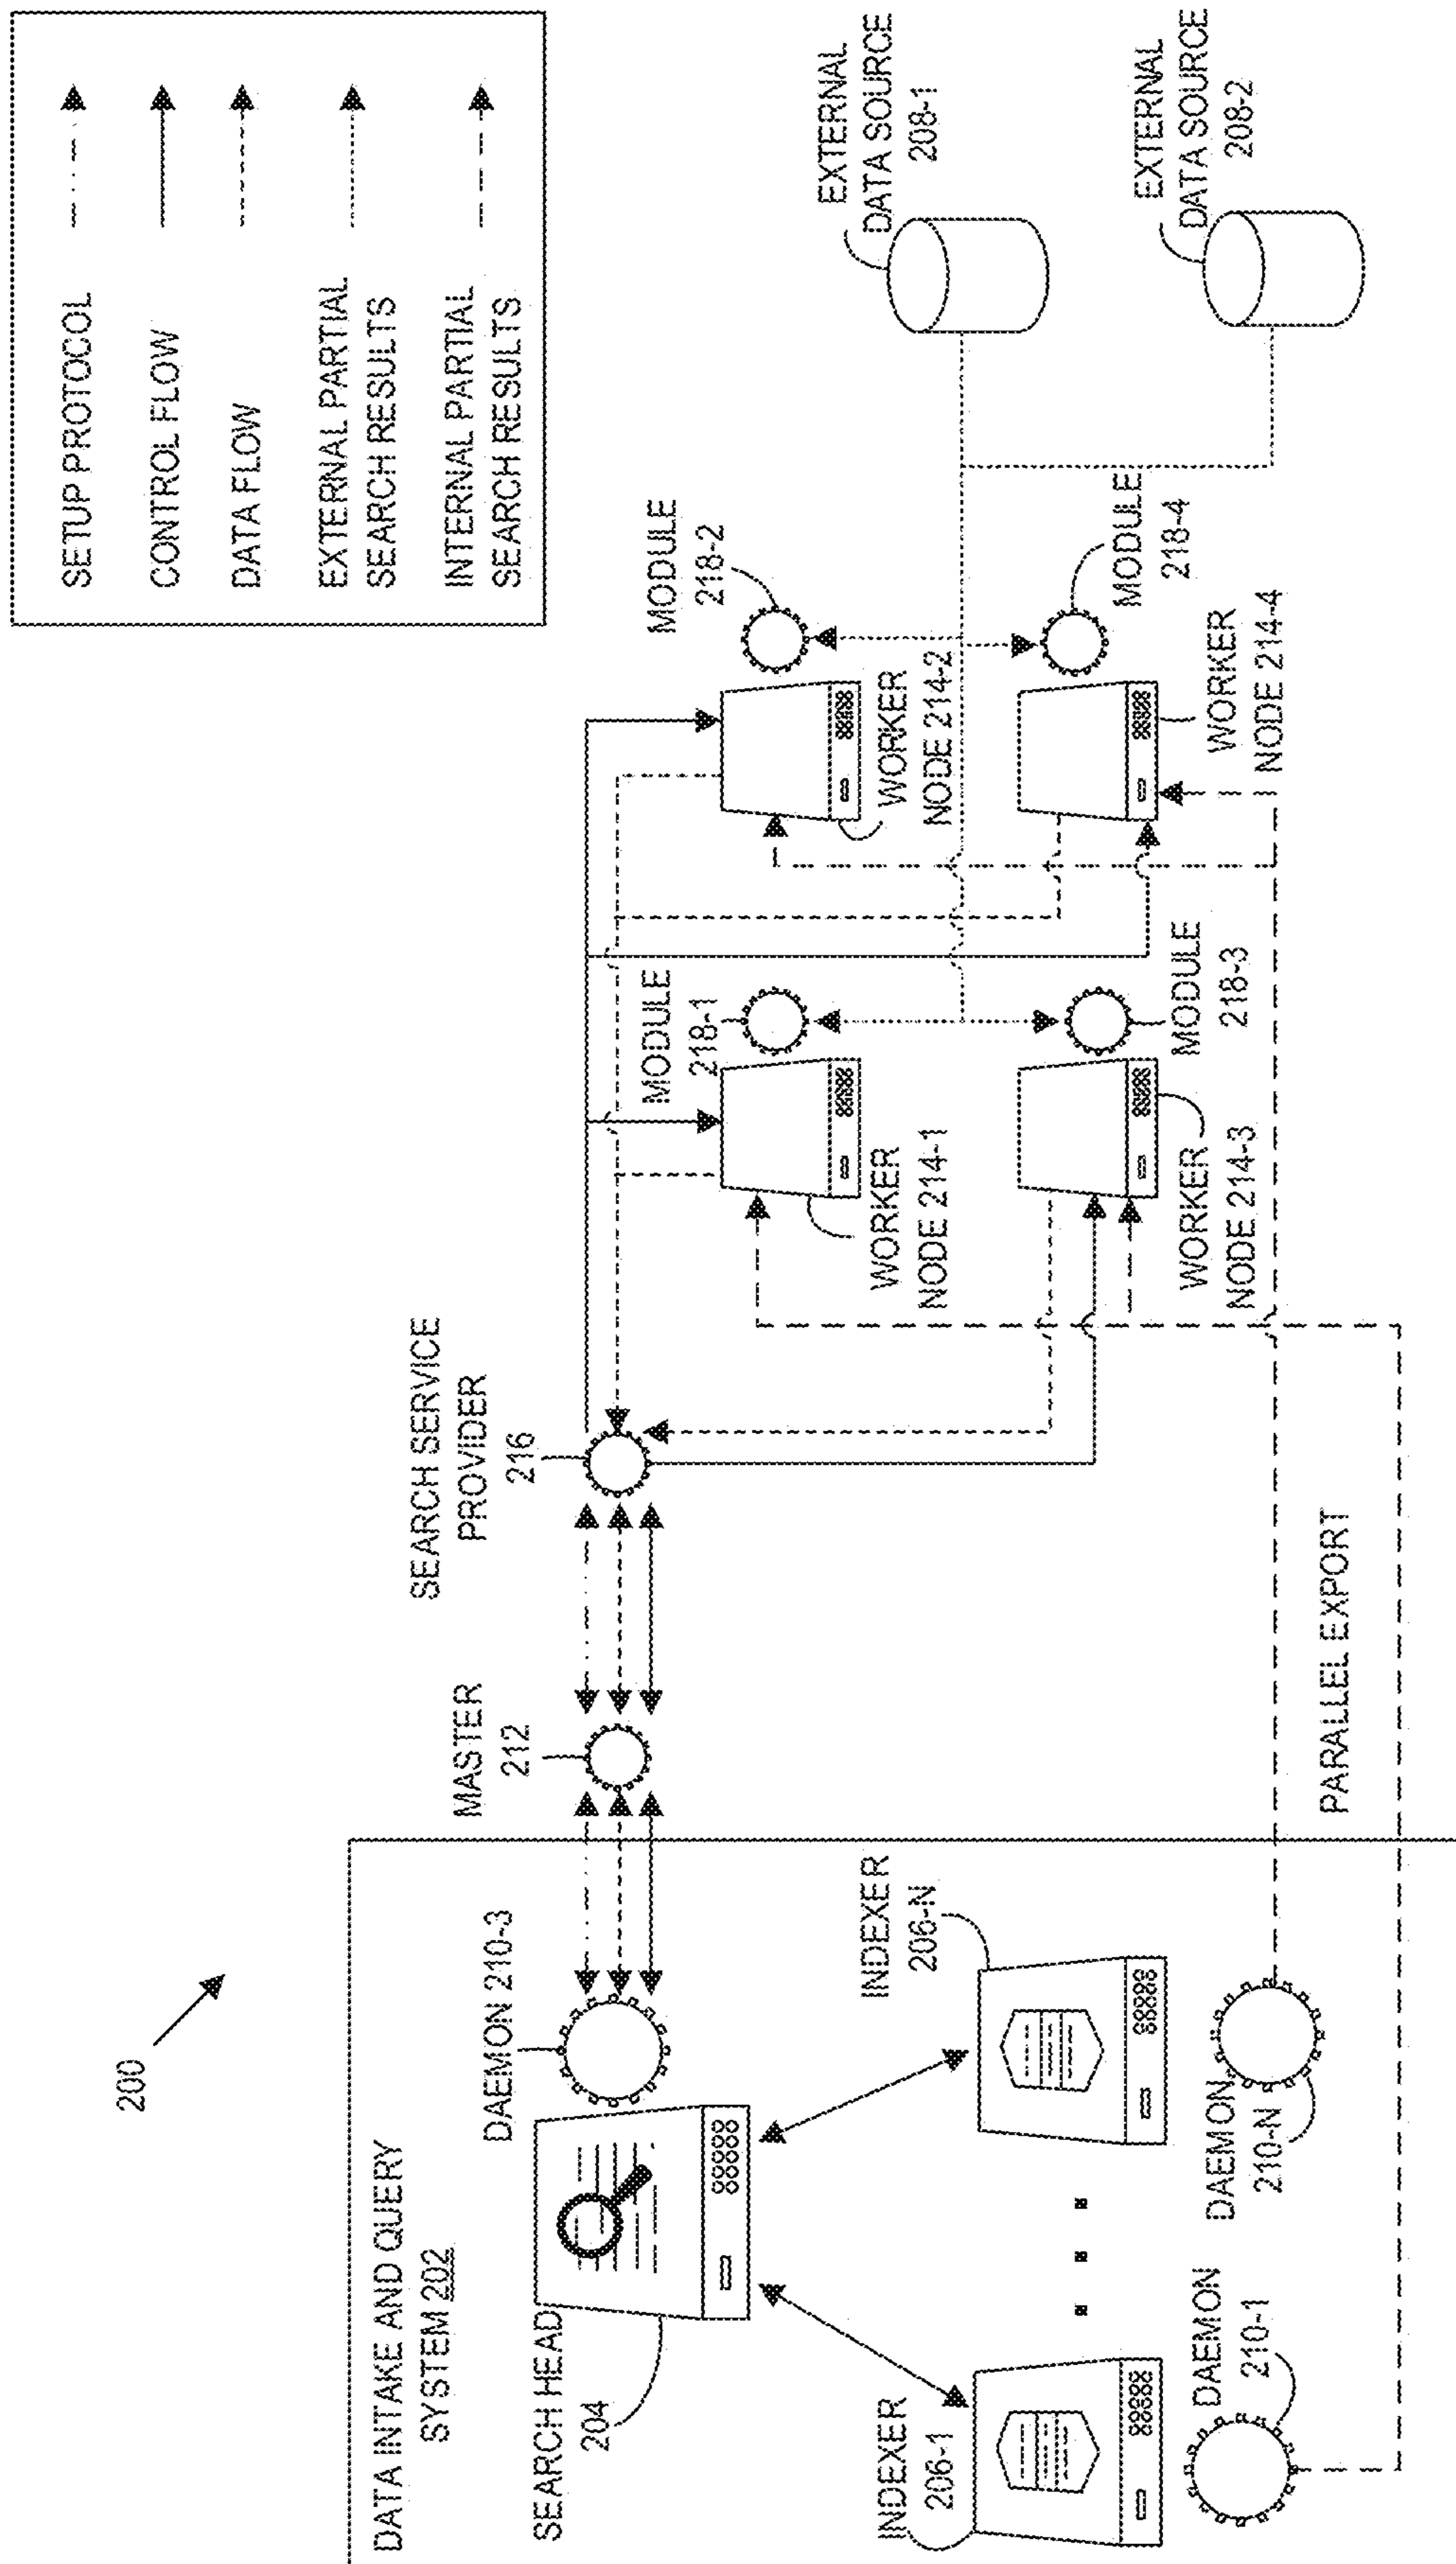 200
DATA INTAKE AND QUERY
SYSTEM 202
SEARCH HEAD
204
DAEMON 210-3
INDEXER
206-1
INDEXER
206-N
DAEMON
210-1
DAEMON
210-N
MASTER
212
SEARCH SERVICE
PROVIDER
216
PARALLEL EXPORT
MODULE
218-1
WORKER
NODE 214-1
MODULE
218-2
WORKER
NODE 214-2
MODULE
218-3
WORKER
NODE 214-3
MODULE
218-4
WORKER
NODE 214-4
EXTERNAL
DATA SOURCE
208-1
EXTERNAL
DATA SOURCE
208-2
SETUP PROTOCOL
CONTROL FLOW
DATA FLOW
EXTERNAL PARTIAL
SEARCH RESULTS
INTERNAL PARTIAL
SEARCH RESULTS